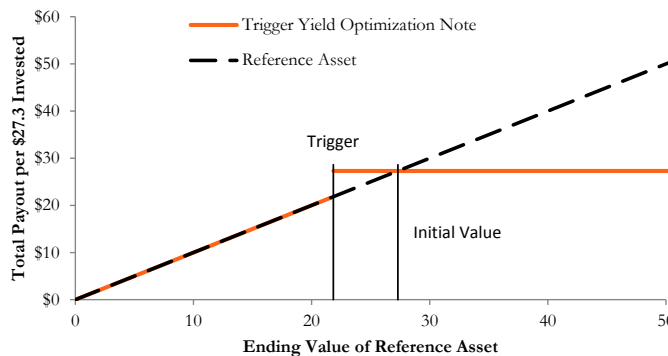 Trigger Yield Optimization Note
Reference Asset
Total Payout per $27.3 Invested
$60
$50
$40
$30
$20
$10
$0
Trigger
Initial Value
0
10
20
30
40
50
Ending Value of Reference Asset